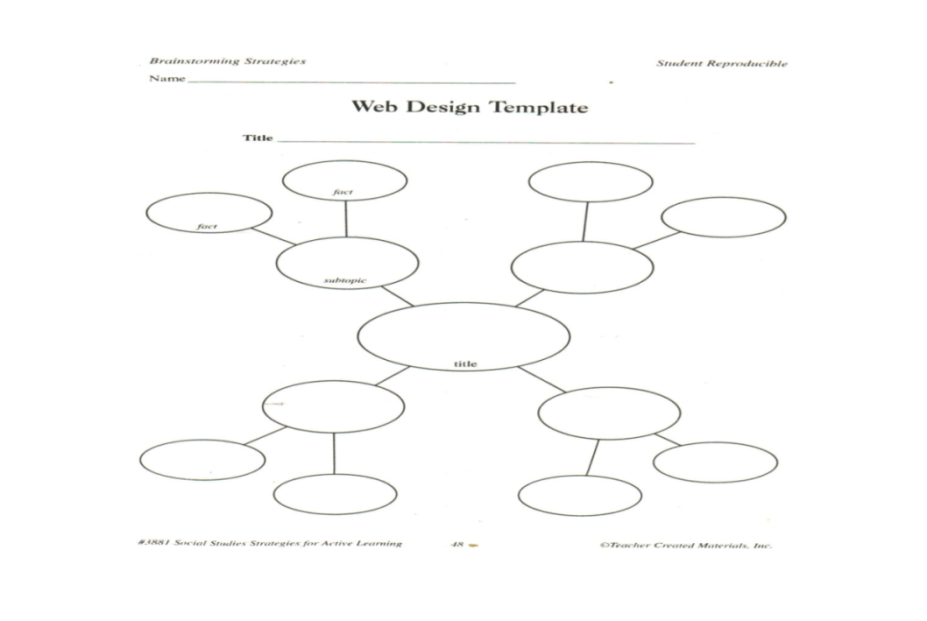 Brainstorming Strategies
Student Reproducible
Name
Web Design Template
Title
fact
fact
subtopic
title
#3881 Social Studies Strategies for Active Learning
48
©Teacher Created Materials, Inc.